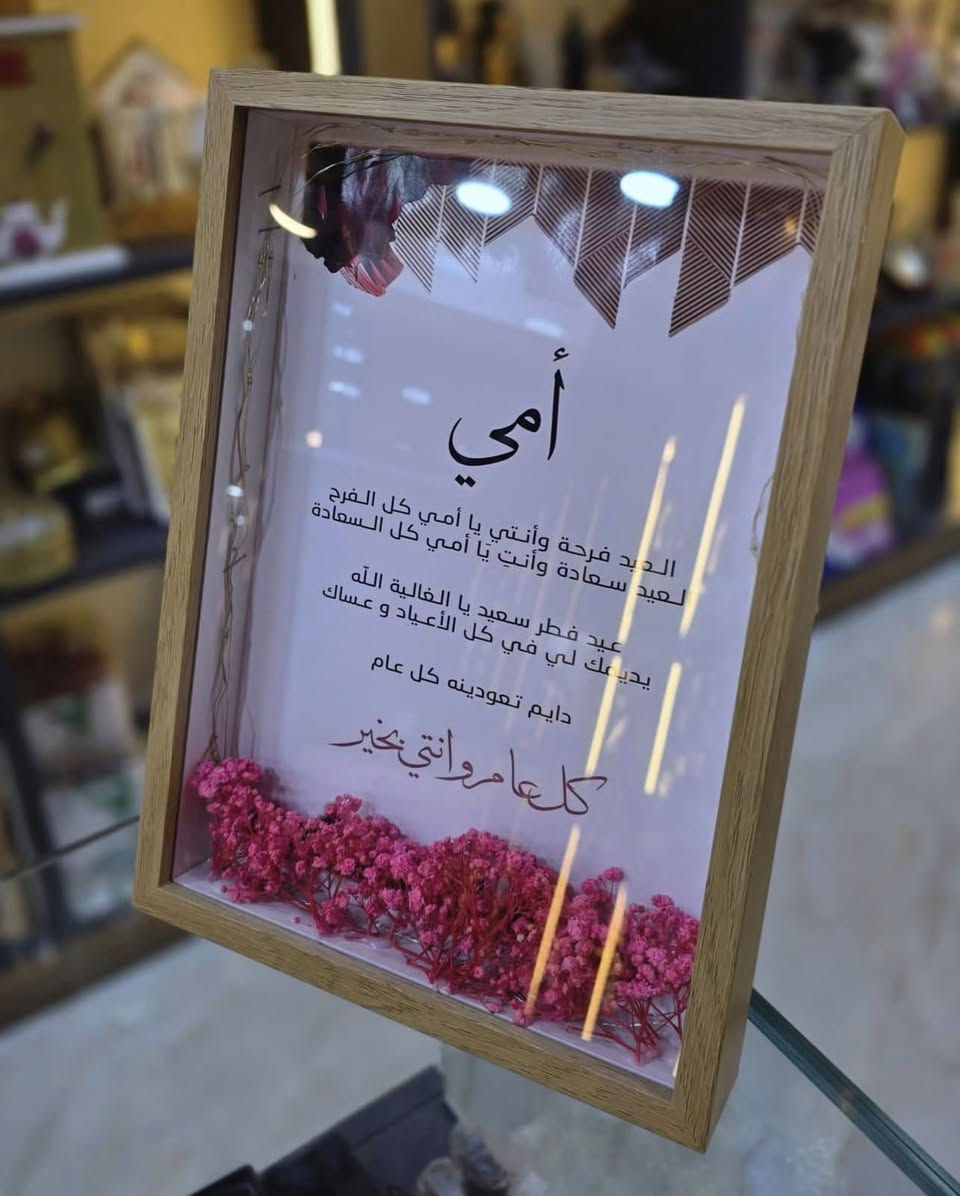 أمي
العيد فرحة وأنتي يا أمي كل الفرح
لعيد سعادة وأنتِ يا أمي كل السعادة
عيد فطر سعيد يا الغالية الله
يديمك لي في كل الأعياد و عساك
دايم تعودينه كل عام
كل عام وانتي بخير